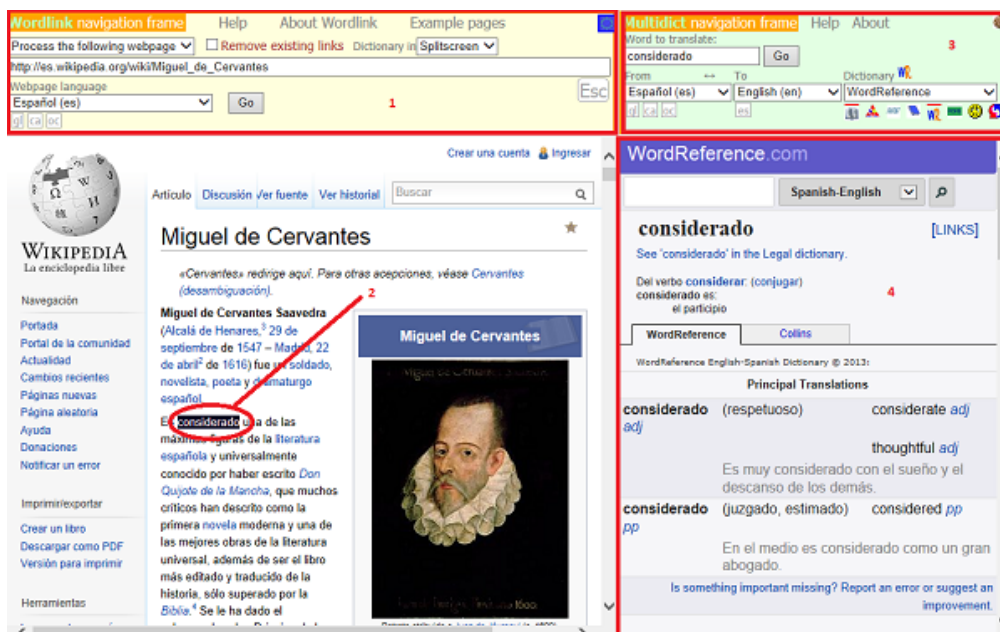 Wordlink navigation frame Help About Wordlink Example pages
Process the following webpage Remove existing links Dictionary in Splitscreen
http://es.wikipedia.org/wiki/Miguel_de_Cervantes
Webpage language
Español (es) Go 1 Esc
gl ca oc
Multidict navigation frame Help About
Word to translate: 3
considerado Go
From ↔ To Dictionary
Español (es) English (en) WordReference
gl ca oc es
Crear una cuenta Ingresar
Artículo Discusión Ver fuente Ver historial Buscar
WIKIPEDIA
La enciclopedia libre
Navegación
Portada
Portal de la comunidad
Actualidad
Cambios recientes
Páginas nuevas
Página aleatoria
Ayuda
Donaciones
Notificar un error
Imprimir/exportar
Crear un libro
Descargar como PDF
Versión para imprimir
Herramientas
Miguel de Cervantes
«Cervantes» redirige aquí. Para otras acepciones, véase Cervantes
(desambiguación).
2
Miguel de Cervantes Saavedra
(Alcalá de Henares,3 29 de
septiembre de 1547 – Madrid, 22
de abril2 de 1616) fue un soldado,
novelista, poeta y dramaturgo
español.
Es considerado una de las
máximas figuras de la literatura
española y universalmente
conocido por haber escrito Don
Quijote de la Mancha, que muchos
críticos han descrito como la
primera novela moderna y una de
las mejores obras de la literatura
universal, además de ser el libro
más editado y traducido de la
historia, sólo superado por la
Biblia.4 Se le ha dado el
Miguel de Cervantes
WordReference.com
Spanish-English
considerado [LINKS]
See 'considerado' in the Legal dictionary.
Del verbo considerar: (conjugar)
considerado es: 4
el participio
WordReference Collins
WordReference English-Spanish Dictionary © 2013:
Principal Translations
considerado (respetuoso) considerate adj
adj
thoughtful adj
Es muy considerado con el sueño y el
descanso de los demás.
considerado (juzgado, estimado) considered pp
pp
En el medio es considerado como un gran
abogado.
Is something important missing? Report an error or suggest an
improvement.